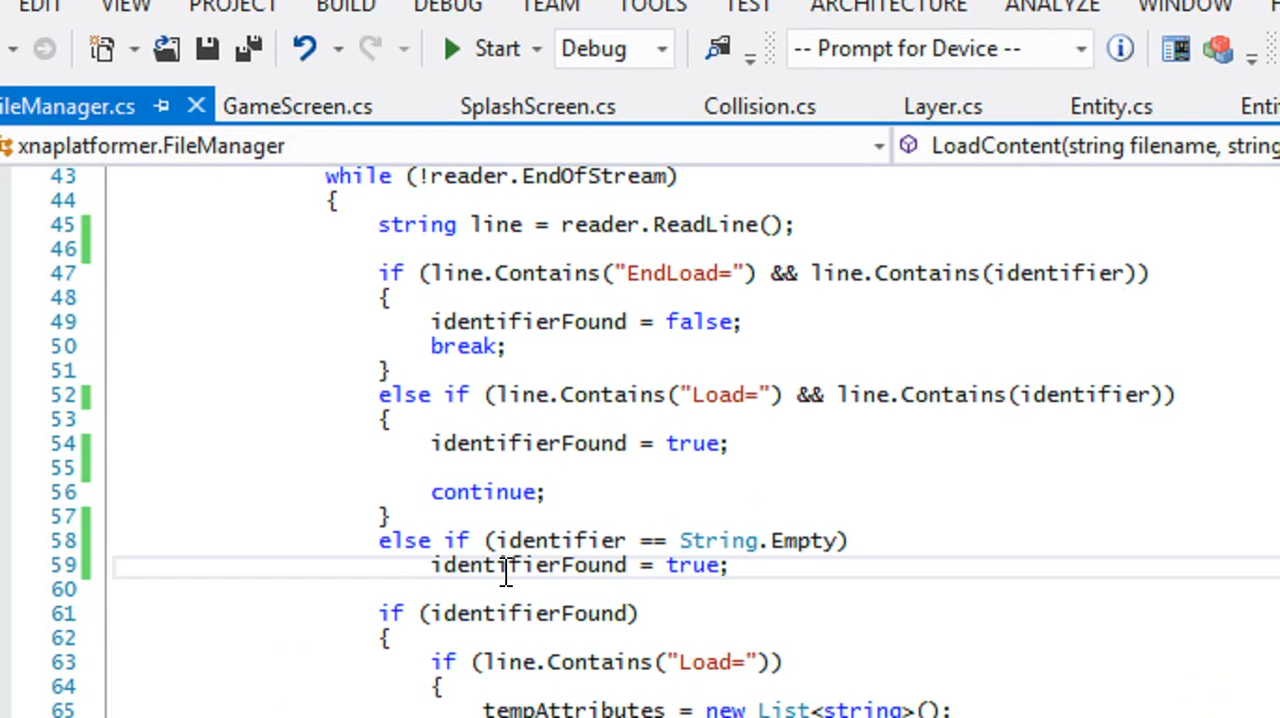 EDIT VIEW PROJECT BUILD DEBUG TEAM TOOLS TEST ARCHITECTURE ANALYZE WINDOW
Start Debug -- Prompt for Device --
ileManager.cs GameScreen.cs SplashScreen.cs Collision.cs Layer.cs Entity.cs Enti
xnaplatformer.FileManager LoadContent(string filename, string
43 while (!reader.EndOfStream)
44 {
45 string line = reader.ReadLine();
46
47 if (line.Contains("EndLoad=") && line.Contains(identifier))
48 {
49 identifierFound = false;
50 break;
51 }
52 else if (line.Contains("Load=") && line.Contains(identifier))
53 {
54 identifierFound = true;
55
56 continue;
57 }
58 else if (identifier == String.Empty)
59 identifierFound = true;
60
61 if (identifierFound)
62 {
63 if (line.Contains("Load="))
64 {
65 tempAttributes = new List<string>();